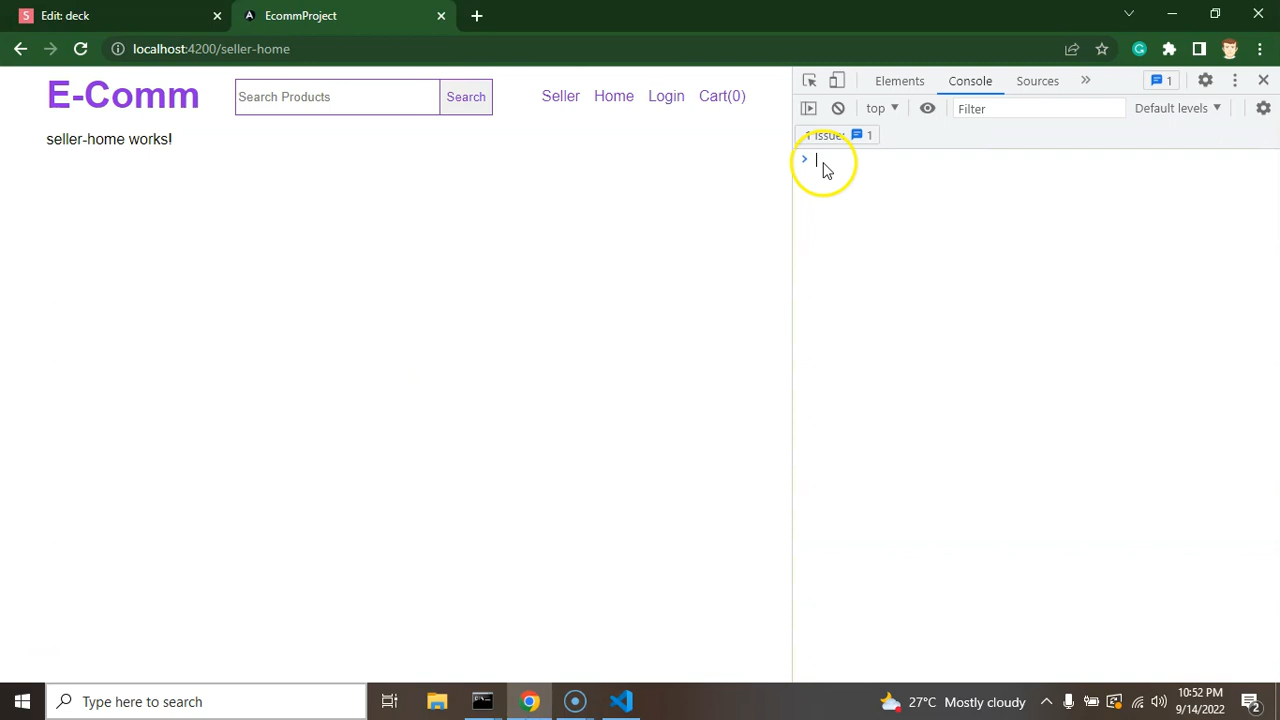 Edit: deck
EcommProject
localhost:4200/seller-home
E-Comm
Search Products
Search
Seller
Home
Login
Cart(0)
seller-home works!
Elements
Console
Sources
1
top
Filter
Default levels
1 Issue:
1
Type here to search
27°C Mostly cloudy
10:52 PM
9/14/2022
2